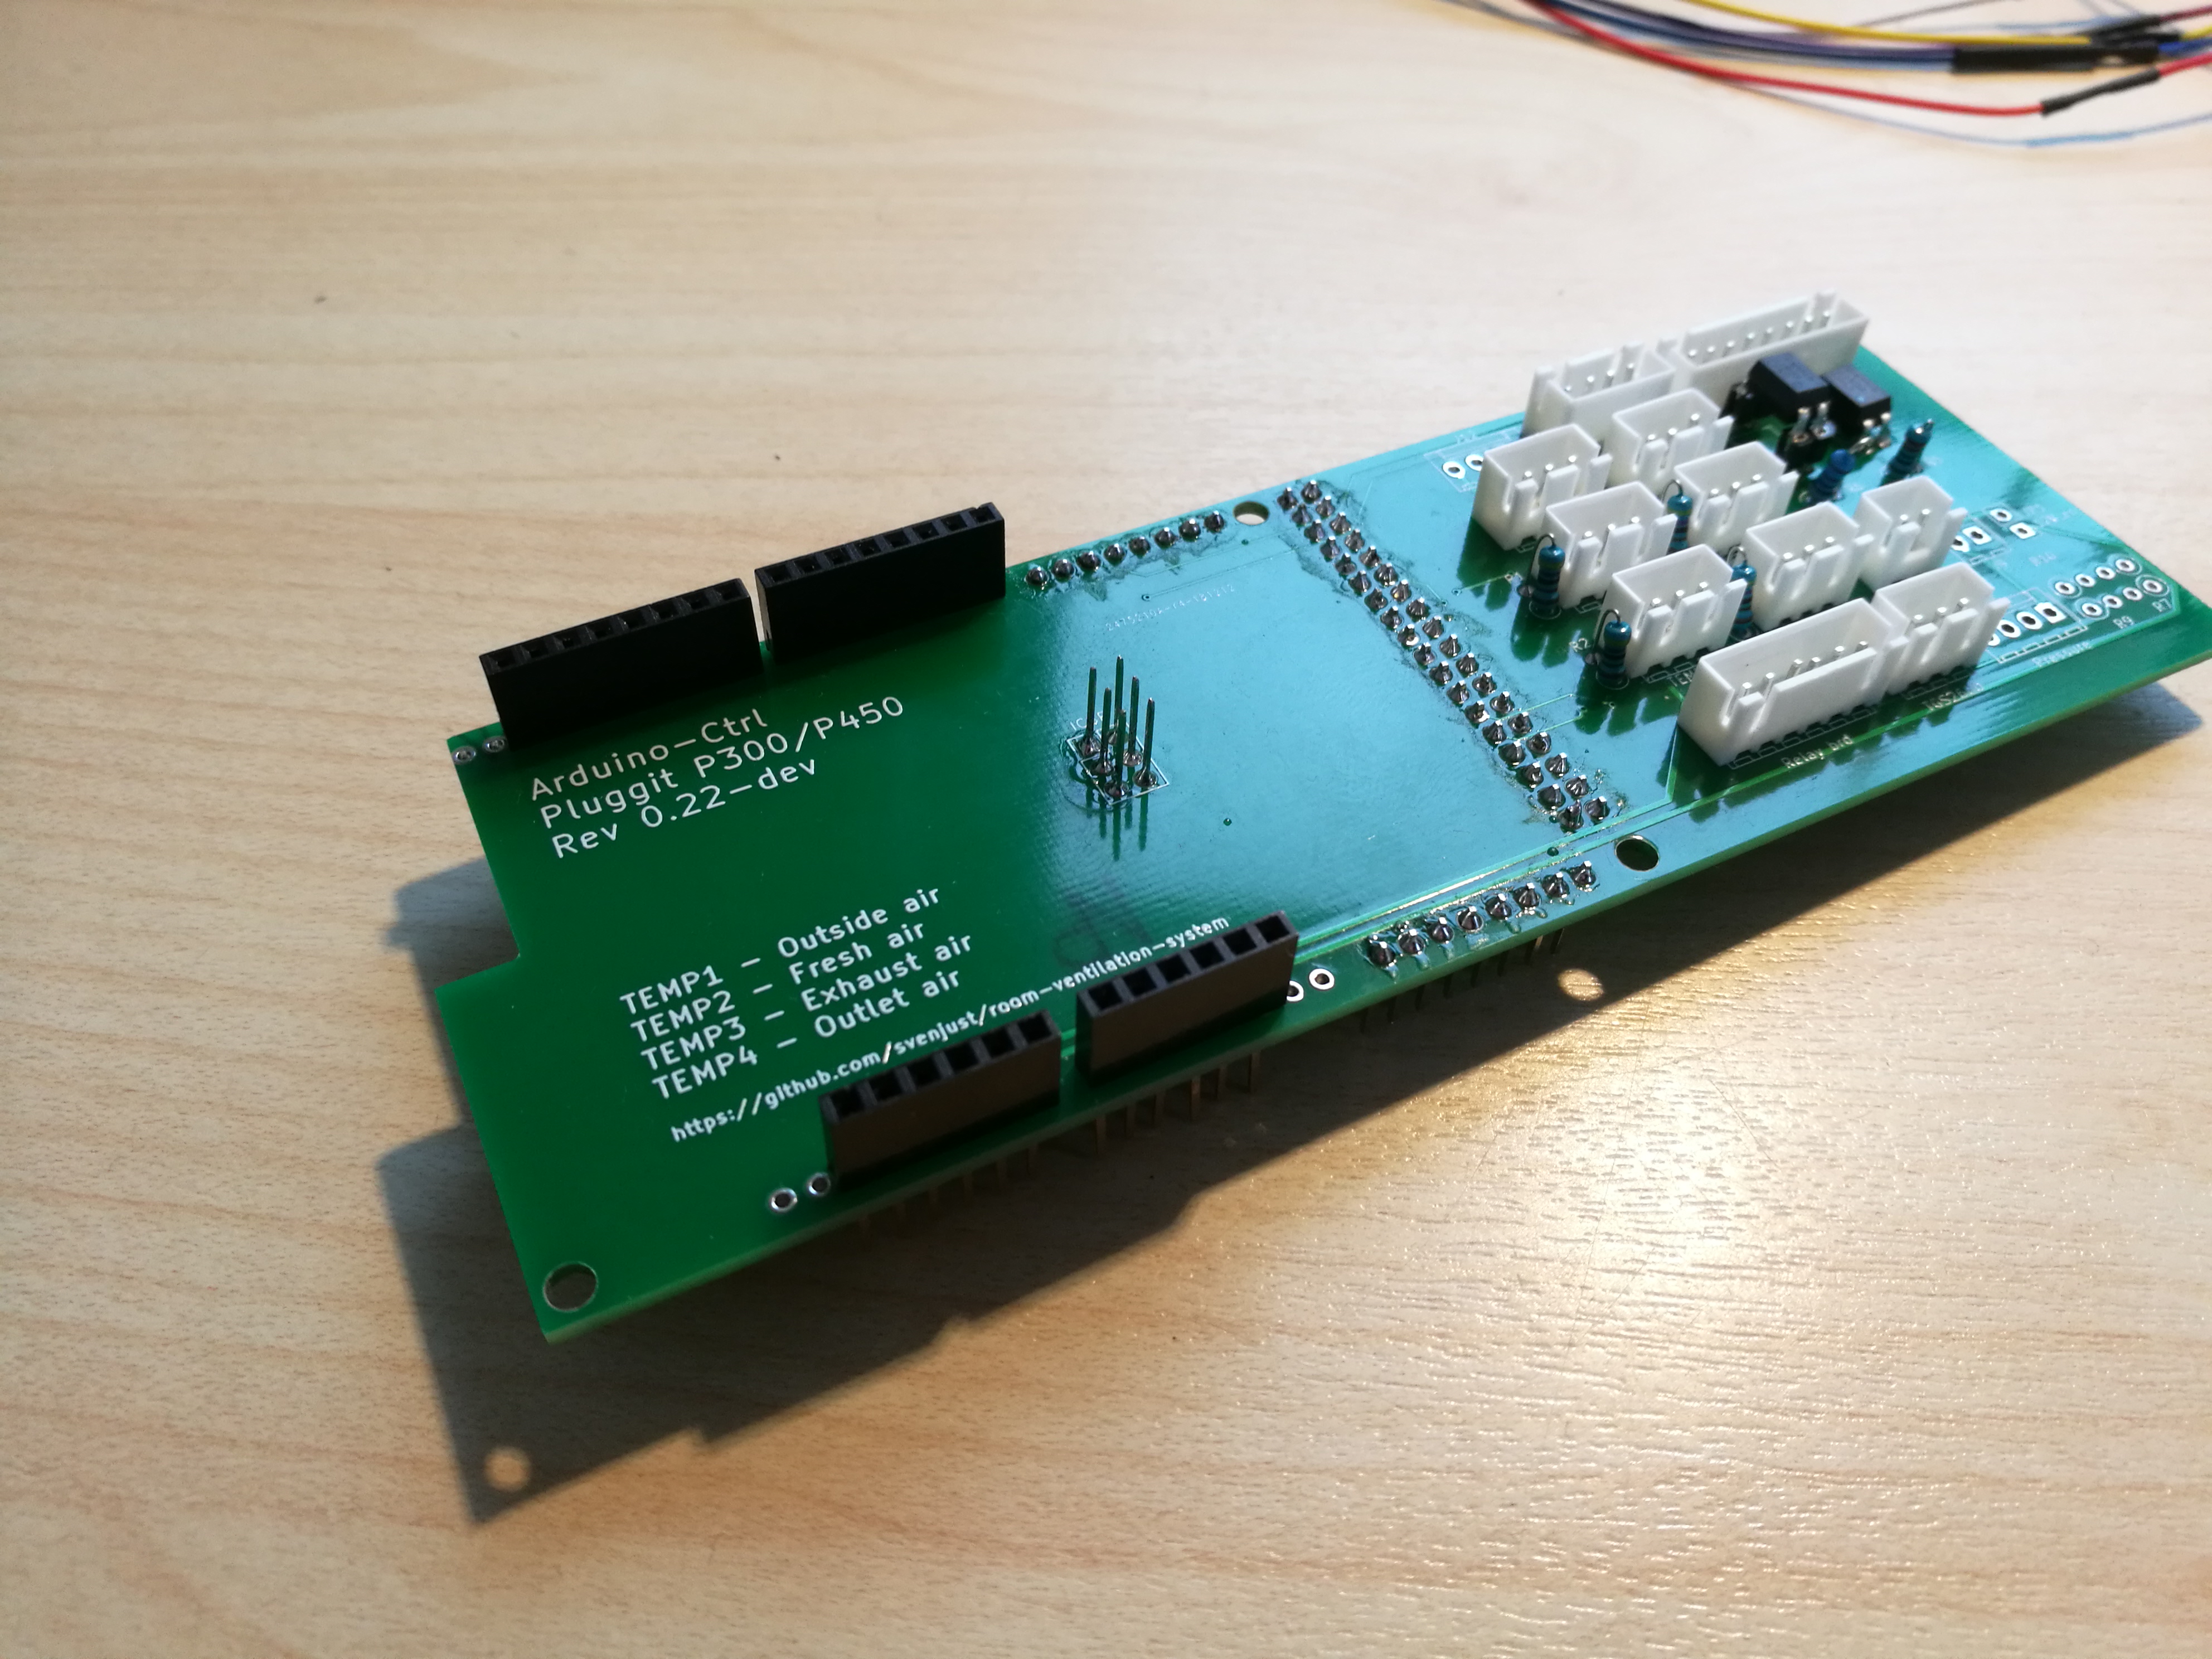 Arduino-Ctrl
Pluggit P300/P450
Rev 0.22-dev
TEMP1 - Outside air
TEMP2 - Fresh air
TEMP3 - Exhaust air
TEMP4 - Outlet air
https://github.com/svenjust/room-ventilation-system
Relay brd
Pressure
R2
R9
R7